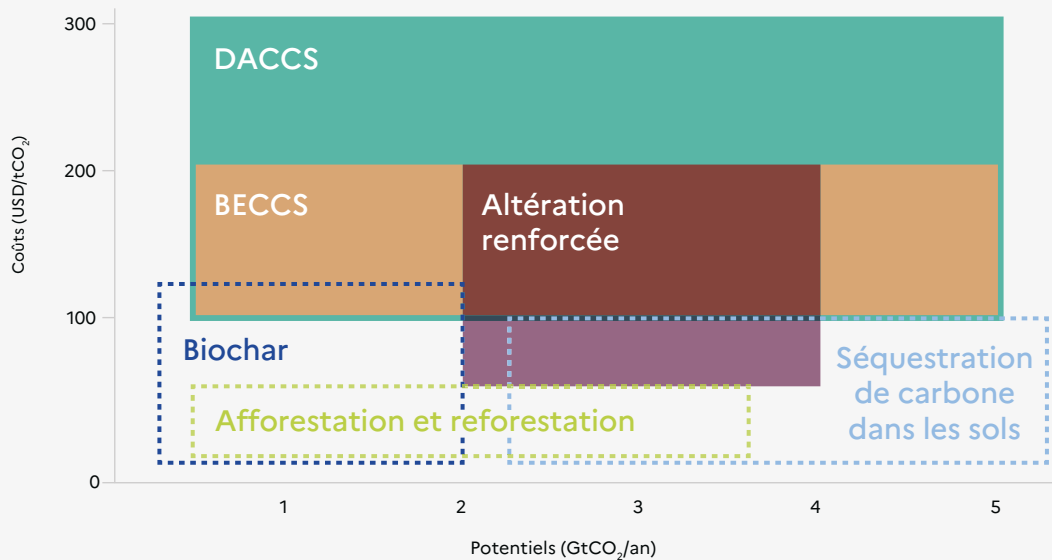 Coûts (USD/tCO₂)
300
200
100
0
DACCS
BECCS
Altération
renforcée
Biochar
Séquestration
de carbone
dans les sols
Afforestation et reforestation
1
2
3
4
5
Potentiels (GtCO₂/an)